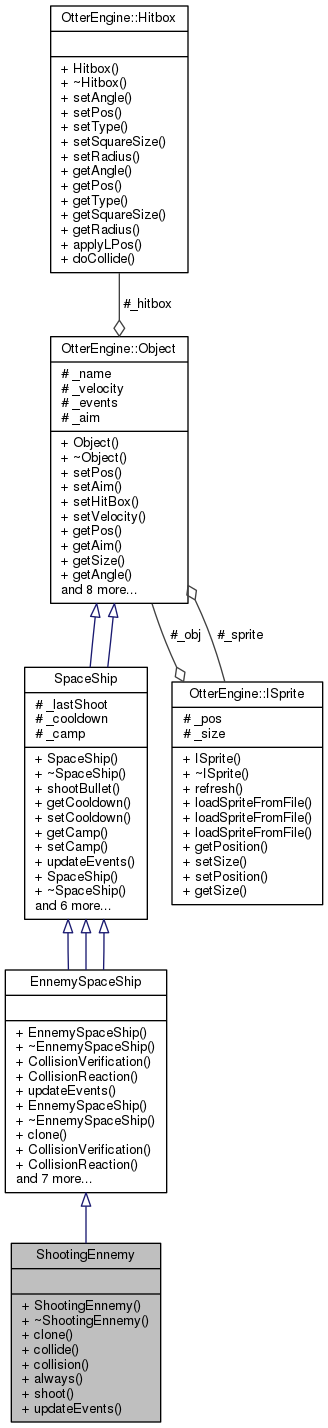 OtterEngine::Hitbox
+ Hitbox()
+ ~Hitbox()
+ setAngle()
+ setPos()
+ setType()
+ setSquareSize()
+ setRadius()
+ getAngle()
+ getPos()
+ getType()
+ getSquareSize()
+ getRadius()
+ applyLPos()
+ doCollide()
#_hitbox
OtterEngine::Object
# _name
# _velocity
# _events
# _aim
+ Object()
+ ~Object()
+ setPos()
+ setAim()
+ setHitBox()
+ setVelocity()
+ getPos()
+ getAim()
+ getSize()
+ getAngle()
and 8 more...
#_obj
#_sprite
SpaceShip
# _lastShoot
# _cooldown
# _camp
+ SpaceShip()
+ ~SpaceShip()
+ shootBullet()
+ getCooldown()
+ setCooldown()
+ getCamp()
+ setCamp()
+ updateEvents()
+ SpaceShip()
+ ~SpaceShip()
and 6 more...
OtterEngine::ISprite
# _pos
# _size
+ ISprite()
+ ~ISprite()
+ refresh()
+ loadSpriteFromFile()
+ loadSpriteFromFile()
+ loadSpriteFromFile()
+ getPosition()
+ setSize()
+ setPosition()
+ getSize()
EnnemySpaceShip
+ EnnemySpaceShip()
+ ~EnnemySpaceShip()
+ CollisionVerification()
+ CollisionReaction()
+ updateEvents()
+ EnnemySpaceShip()
+ ~EnnemySpaceShip()
+ clone()
+ CollisionVerification()
+ CollisionReaction()
and 7 more...
ShootingEnnemy
+ ShootingEnnemy()
+ ~ShootingEnnemy()
+ clone()
+ collide()
+ collision()
+ always()
+ shoot()
+ updateEvents()